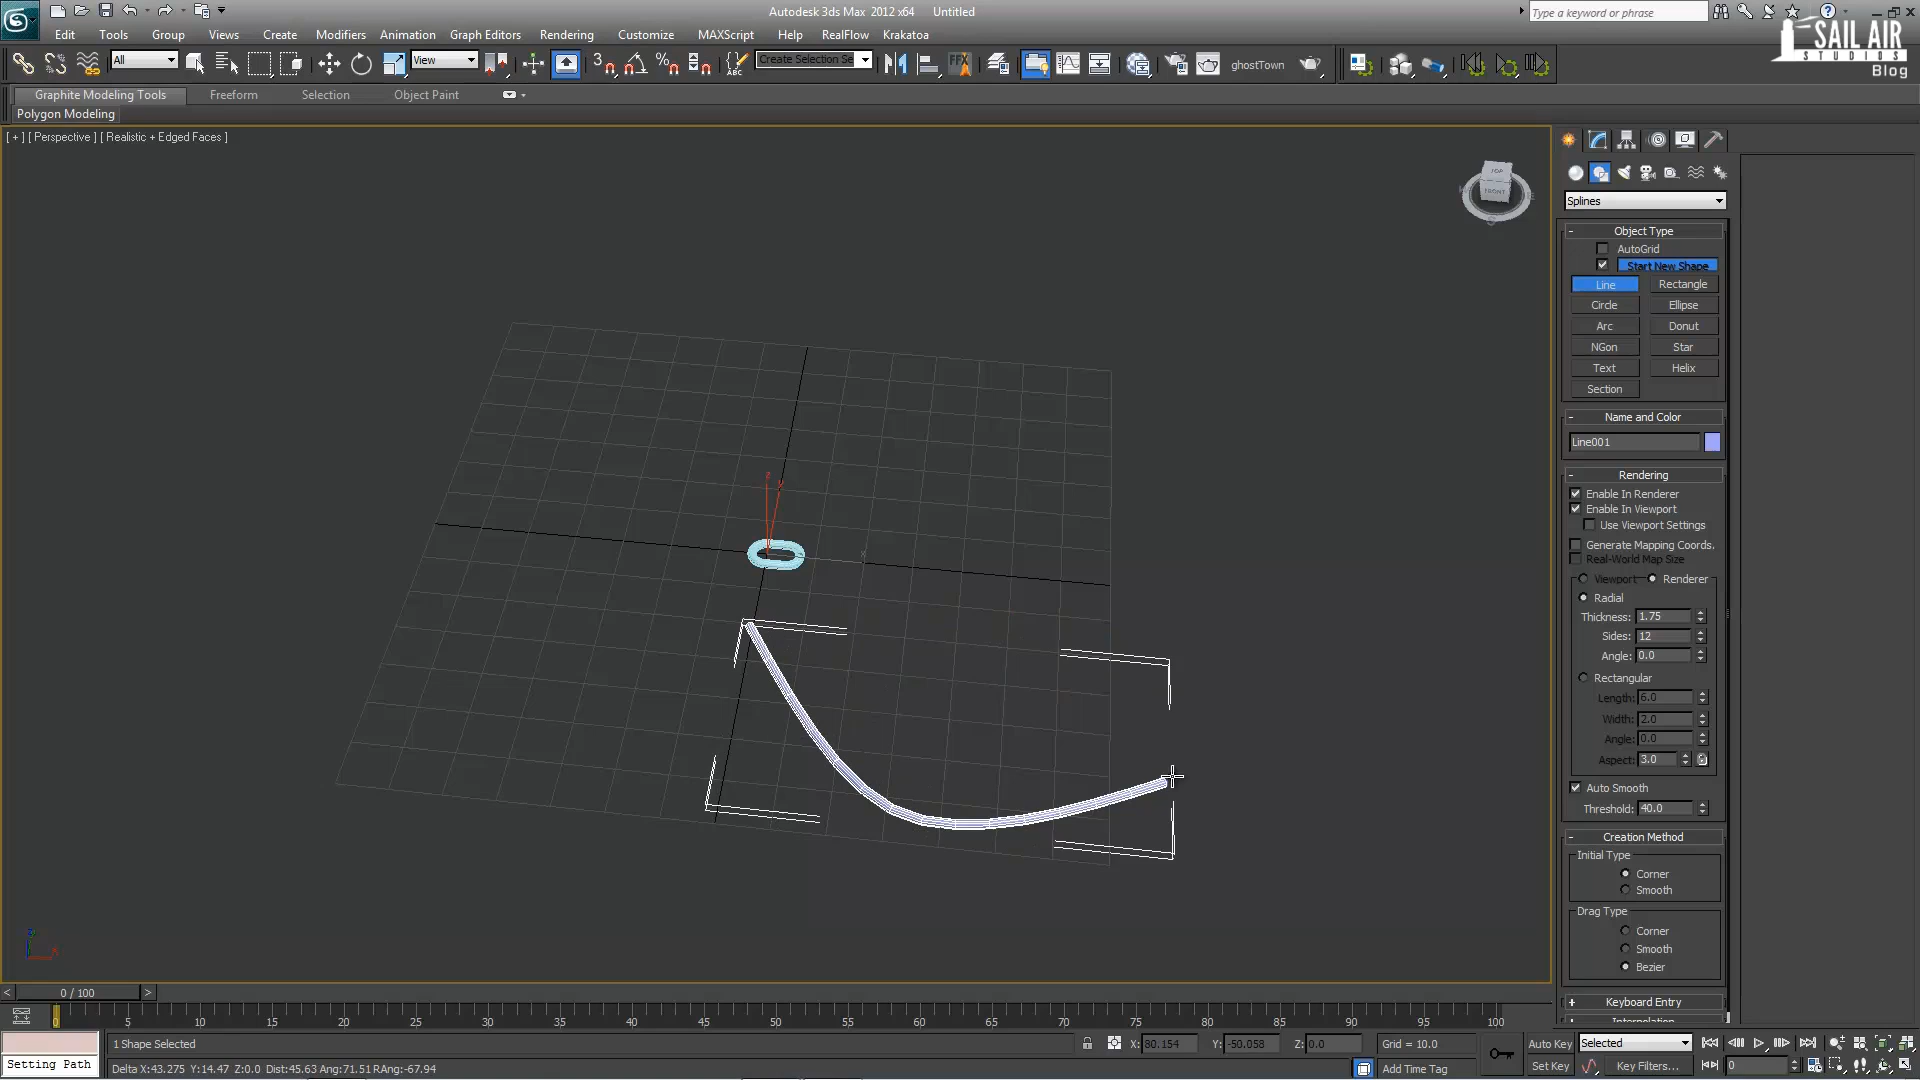 Autodesk 3ds Max 2012 x64 Untitled
Type a keyword or phrase
Edit Tools Group Views Create Modifiers Animation Graph Editors Rendering Customize MAXScript Help RealFlow Krakatoa
SAIL AIR
STUDIOS
Blog
All View 3 Create Selection Se FFX ghostTown
Graphite Modeling Tools Freeform Selection Object Paint
Polygon Modeling
[ + ] [ Perspective ] [ Realistic + Edged Faces ]
TOP
FRONT
Splines
- Object Type
AutoGrid
Start New Shape
Line Rectangle
Circle Ellipse
Arc Donut
NGon Star
Text Helix
Section
- Name and Color
Line001
- Rendering
Enable In Renderer
Enable In Viewport
Use Viewport Settings
Generate Mapping Coords.
Real-World Map Size
Viewport Renderer
Radial
Thickness: 1.75
Sides: 12
Angle: 0.0
Rectangular
Length: 6.0
Width: 2.0
Angle: 0.0
Aspect: 3.0
Auto Smooth
Threshold: 40.0
- Creation Method
Initial Type
Corner
Smooth
Drag Type
Corner
Smooth
Bezier
+ Keyboard Entry
+ Interpolation
< 0 / 100 >
0 5 10 15 20 25 30 35 40 45 50 55 60 65 70 75 80 85 90 95 100
1 Shape Selected X: 80.154 Y: -50.058 Z: 0.0 Grid = 10.0 Auto Key Selected
Setting Path Delta X:43.275 Y:14.47 Z:0.0 Dist:45.63 Ang:71.51 RAng:-67.94 Add Time Tag Set Key Key Filters... 0